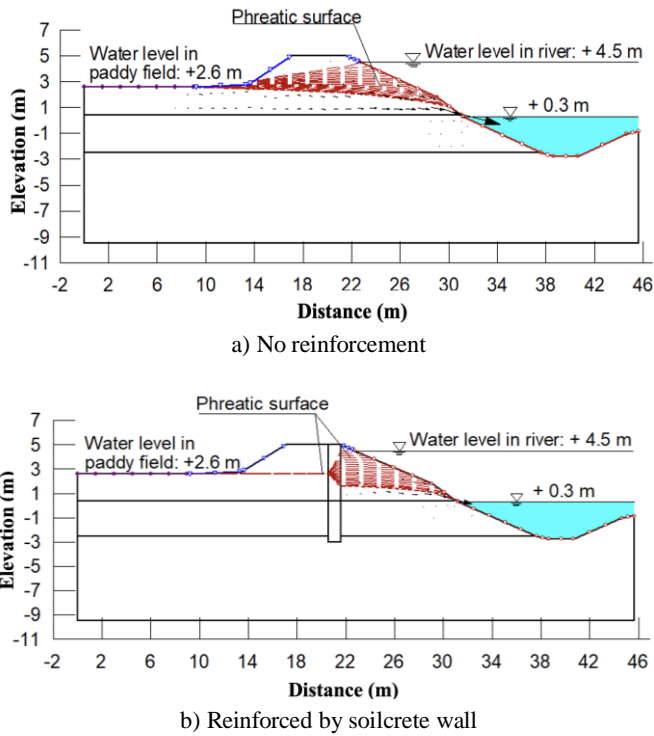 Phreatic surface
7
5
3
1
-1
-3
-5
-7
-9
-11
Elevation (m)
Water level in
paddy field: +2.6 m
Water level in river: + 4.5 m
+ 0.3 m
-2 2 6 10 14 18 22 26 30 34 38 42 46
Distance (m)
a) No reinforcement
Phreatic surface
7
5
3
1
-1
-3
-5
-7
-9
-11
Elevation (m)
Water level in
paddy field: +2.6 m
Water level in river: + 4.5 m
+ 0.3 m
-2 2 6 10 14 18 22 26 30 34 38 42 46
Distance (m)
b) Reinforced by soilcrete wall